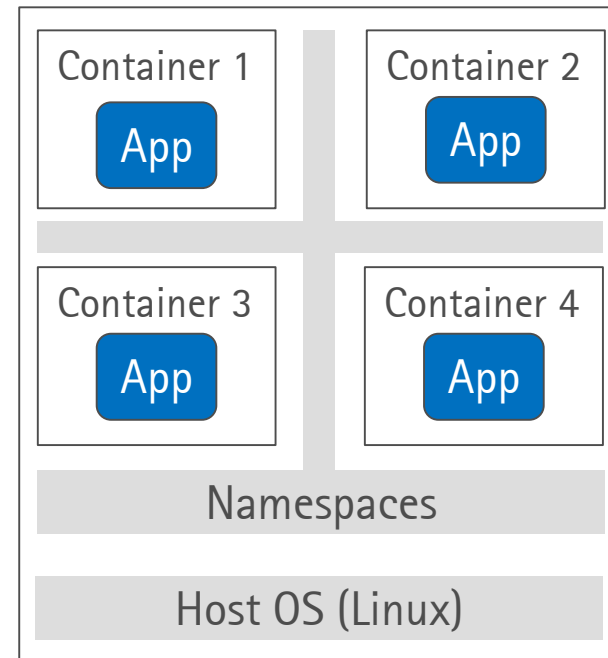 Container 1
Container 2
App
App
Container 3
Container 4
App
App
Namespaces
Host OS (Linux)